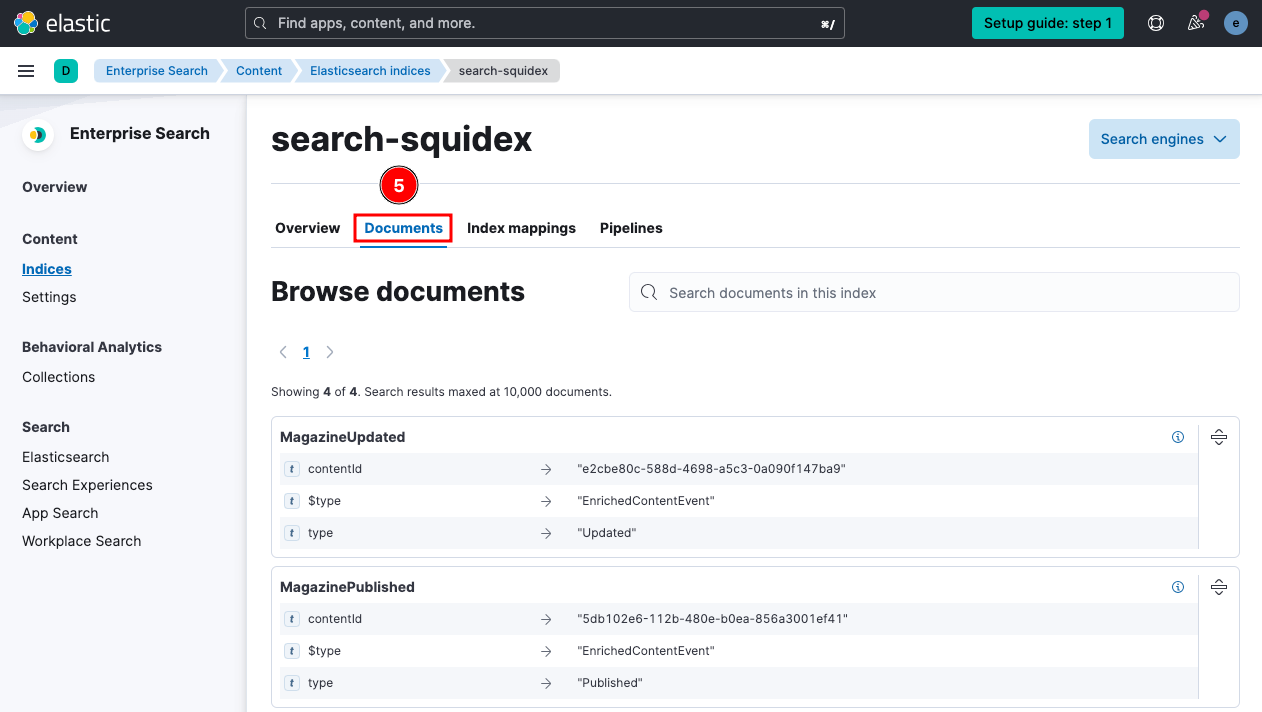 elastic
Find apps, content, and more.
⌘/
Setup guide: step 1
e
D
Enterprise Search
Content
Elasticsearch indices
search-squidex
Enterprise Search
Overview
Content
Indices
Settings
Behavioral Analytics
Collections
Search
Elasticsearch
Search Experiences
App Search
Workplace Search
search-squidex
Search engines
5
Overview
Documents
Index mappings
Pipelines
Browse documents
Search documents in this index
1
Showing 4 of 4. Search results maxed at 10,000 documents.
MagazineUpdated
t contentId → "e2cbe80c-588d-4698-a5c3-0a090f147ba9"
t $type → "EnrichedContentEvent"
t type → "Updated"
MagazinePublished
t contentId → "5db102e6-112b-480e-b0ea-856a3001ef41"
t $type → "EnrichedContentEvent"
t type → "Published"